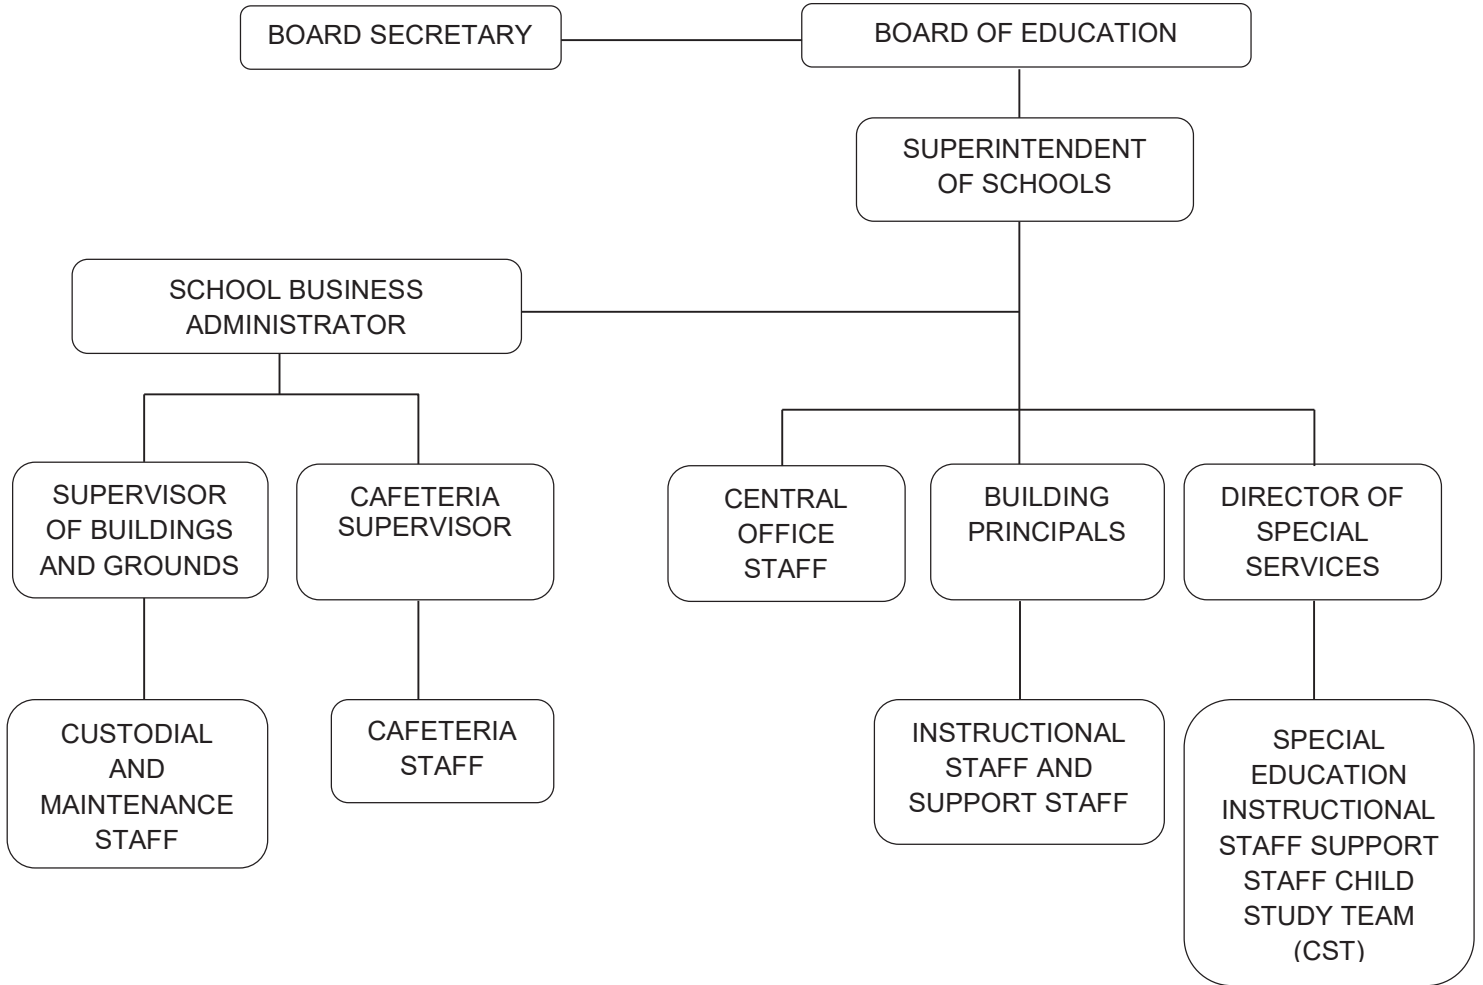 BOARD SECRETARY
BOARD OF EDUCATION
SUPERINTENDENT
OF SCHOOLS
SCHOOL BUSINESS
ADMINISTRATOR
SUPERVISOR
OF BUILDINGS
AND GROUNDS
CAFETERIA
SUPERVISOR
CENTRAL
OFFICE
STAFF
BUILDING
PRINCIPALS
DIRECTOR OF
SPECIAL
SERVICES
CUSTODIAL
AND
MAINTENANCE
STAFF
CAFETERIA
STAFF
INSTRUCTIONAL
STAFF AND
SUPPORT STAFF
SPECIAL
EDUCATION
INSTRUCTIONAL
STAFF SUPPORT
STAFF CHILD
STUDY TEAM
(CST)